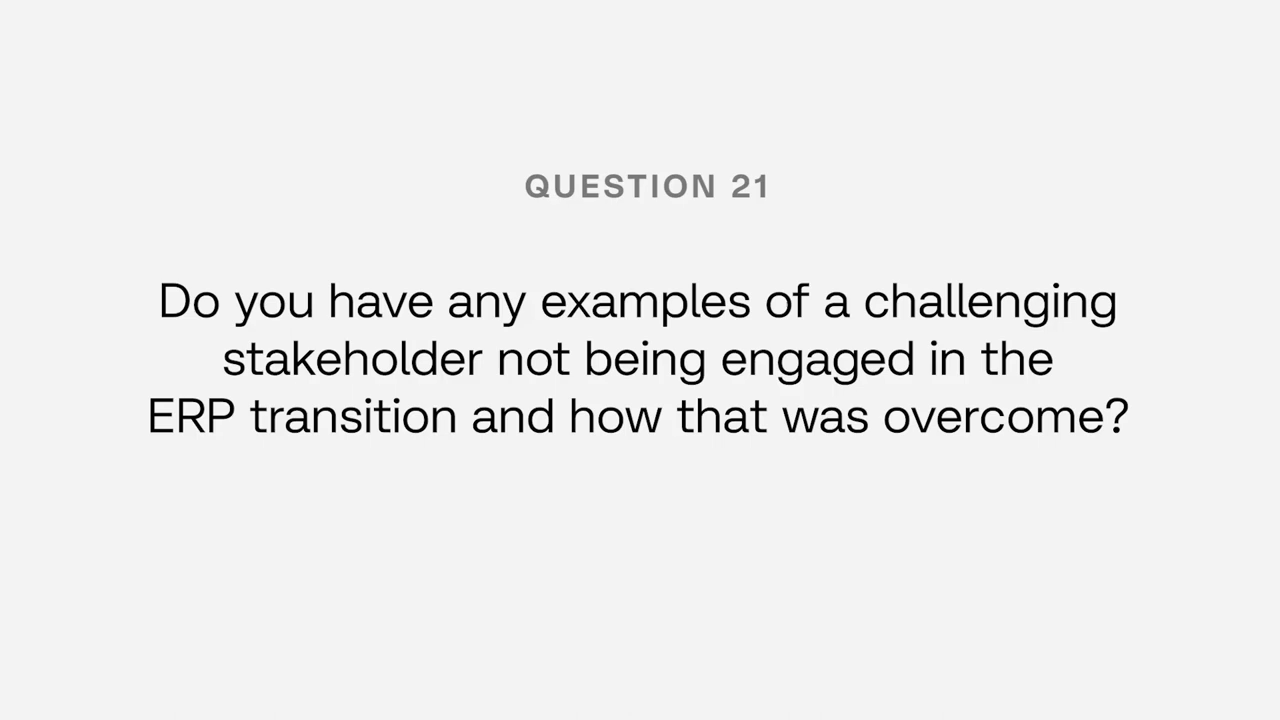 QUESTION 21
Do you have any examples of a challenging
stakeholder not being engaged in the
ERP transition and how that was overcome?